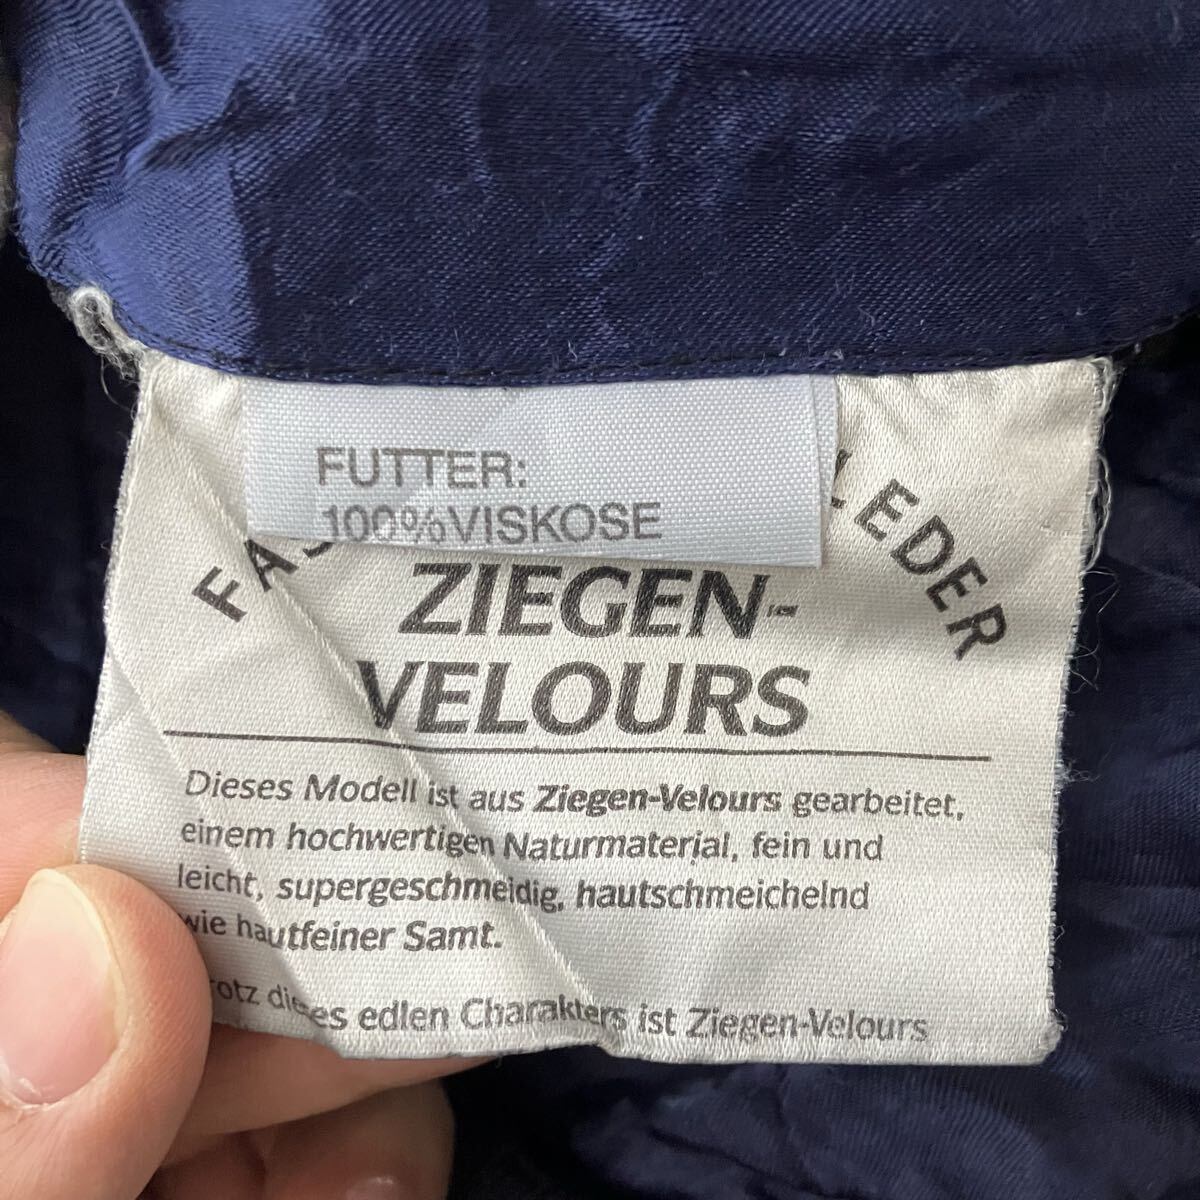 FUTTER:
100%VISKOSE
LEDER
ZIEGEN-
VELOURS
Dieses Modell ist aus Ziegen-Velours gearbeitet,
einem hochwertigen Naturmaterial, fein und
leicht, supergeschmeidig, hautschmeichelnd
wie hautfeiner Samt.
dieses edlen Charakters ist Ziegen-Velours